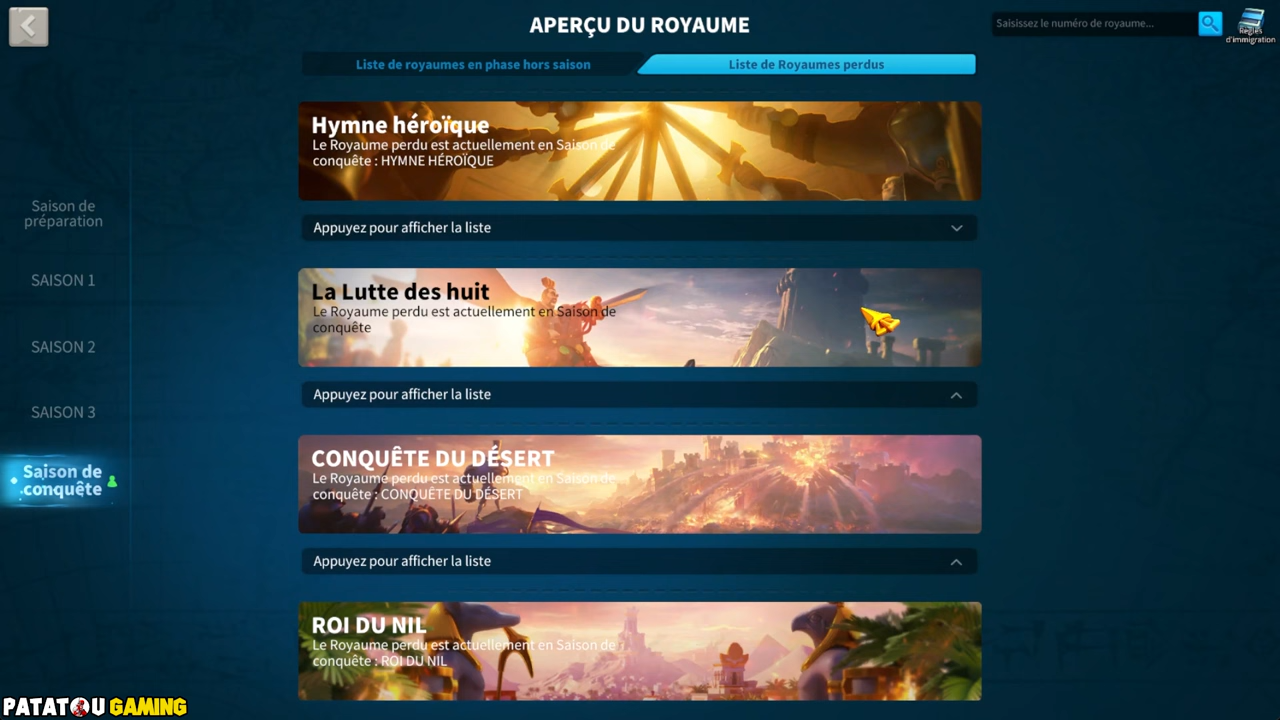 APERÇU DU ROYAUME
Saisissez le numéro de royaume...
Règles
d'immigration
Liste de royaumes en phase hors saison
Liste de Royaumes perdus
Saison de
préparation
SAISON 1
SAISON 2
SAISON 3
Saison de
conquête
Hymne héroïque
Le Royaume perdu est actuellement en Saison de
conquête : HYMNE HÉROÏQUE
Appuyez pour afficher la liste
La Lutte des huit
Le Royaume perdu est actuellement en Saison de
conquête
Appuyez pour afficher la liste
CONQUÊTE DU DÉSERT
Le Royaume perdu est actuellement en Saison de
conquête : CONQUÊTE DU DÉSERT
Appuyez pour afficher la liste
ROI DU NIL
Le Royaume perdu est actuellement en Saison de
conquête : ROI DU NIL
PATATOU GAMING